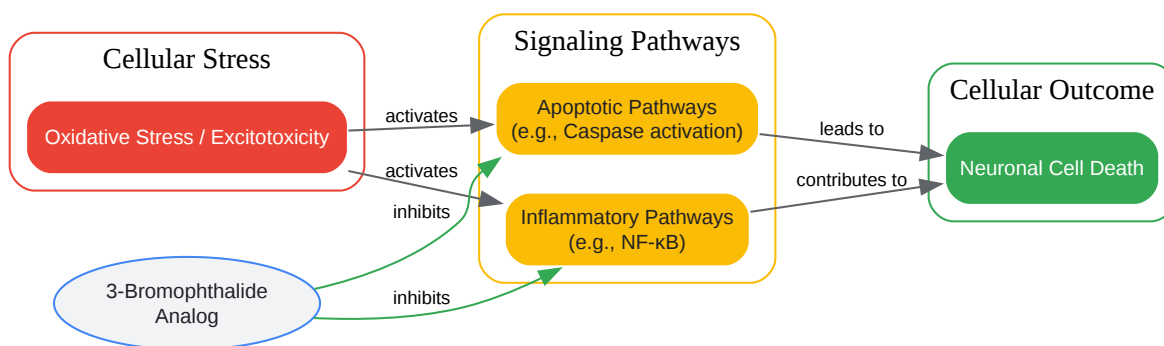 Cellular Stress
Oxidative Stress / Excitotoxicity
activates
activates
inhibits
inhibits
3-Bromophthalide
Analog
Signaling Pathways
Apoptotic Pathways
(e.g., Caspase activation)
Inflammatory Pathways
(e.g., NF-κB)
leads to
contributes to
Cellular Outcome
Neuronal Cell Death